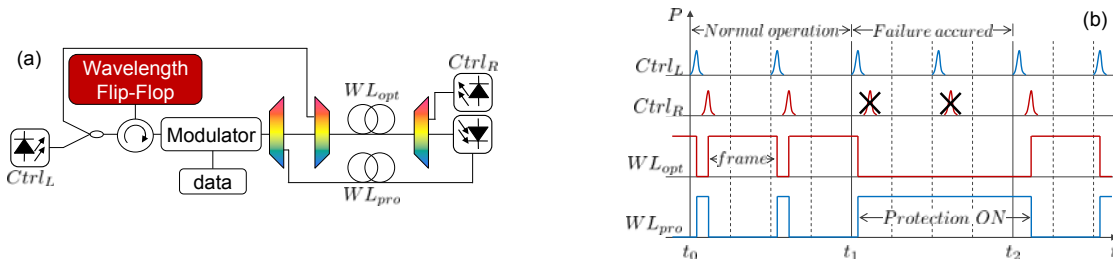 (a)
Wavelength
Flip-Flop
Ctrl_L
Modulator
data
WL_opt
WL_pro
Ctrl_R
(b)
P
Normal operation
Failure accured
Ctrl_L
Ctrl_R
WL_opt
frame
WL_pro
Protection ON
t_0
t_1
t_2